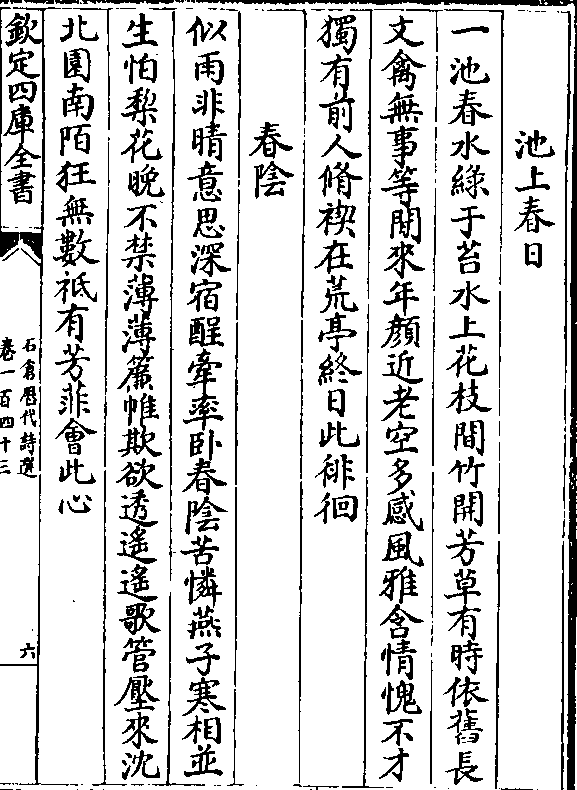 池上春日
一池春水綠于苔水上花枝間竹開芳草有時依舊長
文禽無事等閒來年顏近老空多感風雅含情愧不才
獨有前人脩禊在荒亭終日此徘徊
春陰
似雨非晴意思深宿酲牽率卧春陰苦憐燕子寒相並
生怕梨花晚不禁薄薄簾帷欺欲透遙遙歌管壓來沈
北園南陌狂無數祗有芳菲會此心
欽定四庫全書
石倉歷代詩選
卷一百四十三
六